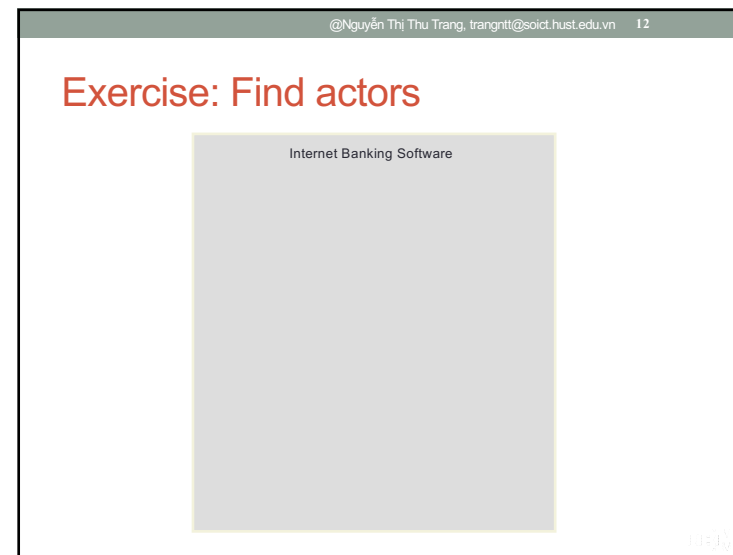 @Nguyễn Thị Thu Trang, trangntt@soict.hust.edu.vn 12
Exercise: Find actors
Internet Banking Software